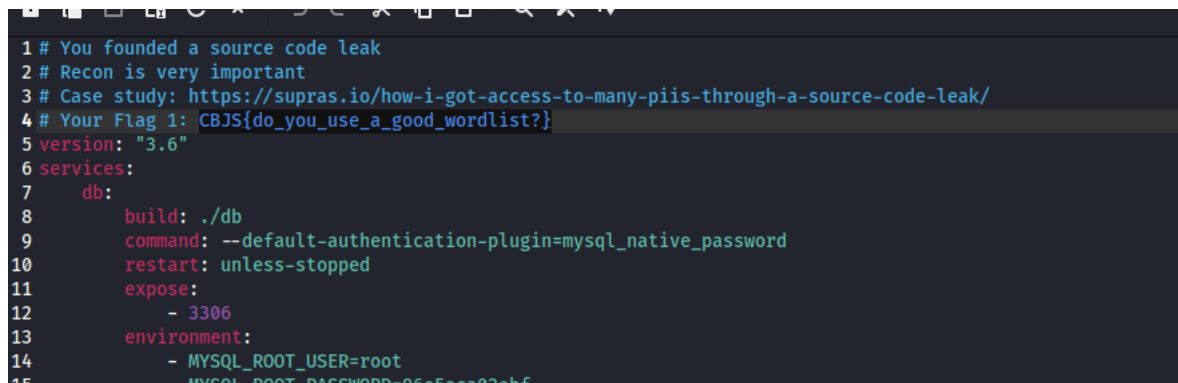 1 # You founded a source code leak
2 # Recon is very important
3 # Case study: https://supras.io/how-i-got-access-to-many-piis-through-a-source-code-leak/
4 # Your Flag 1: CBJS{do_you_use_a_good_wordlist?}
5 version: "3.6"
6 services:
7 db:
8 build: ./db
9 command: --default-authentication-plugin=mysql_native_password
10 restart: unless-stopped
11 expose:
12 - 3306
13 environment:
14 - MYSQL_ROOT_USER=root